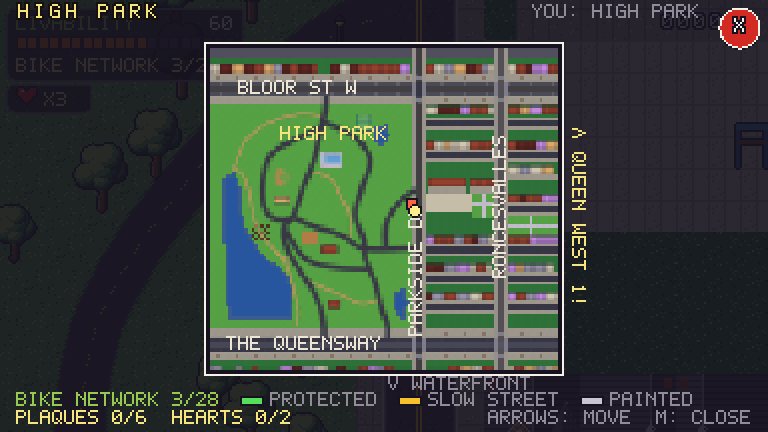 HIGH PARK
YOU: HIGH PARK
LIVABILITY 60
X
BIKE NETWORK 3/2
BLOOR ST W
X3
HIGH PARK
RONCESVALLES
PARKSIDE D
QUEEN WEST 1!
THE QUEENSWAY
V WATERFRONT
BIKE NETWORK 3/28 PROTECTED SLOW STREET PAINTED
PLAQUES 0/6 HEARTS 0/2 ARROWS: MOVE M: CLOSE